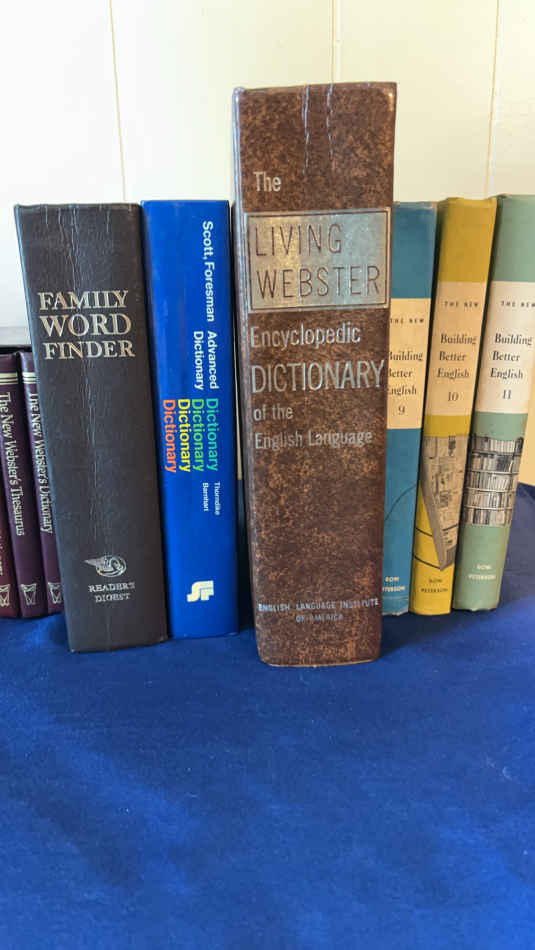 The New Webster's Thesaurus
The New Webster's Dictionary
FAMILY
WORD
FINDER
READER'S
DIGEST
Scott, Foresman
Advanced
Dictionary
Dictionary
Dictionary
Dictionary
Dictionary
Thorndike
Barnhart
SF
The
LIVING
WEBSTER
Encyclopedic
DICTIONARY
of the
English Language
ENGLISH LANGUAGE INSTITUTE
OF AMERICA
THE NEW
Building
Better
English
9
ROW
PETERSON
THE NEW
Building
Better
English
10
ROW
PETERSON
THE NEW
Building
Better
English
11
ROW
PETERSON